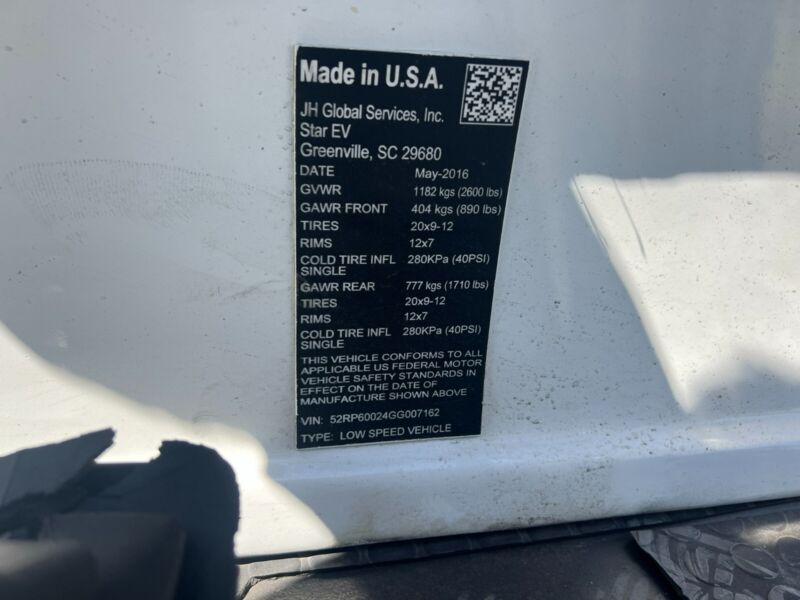 Made in U.S.A.
JH Global Services, Inc.
Star EV
Greenville, SC 29680
DATE May-2016
GVWR 1182 kgs (2600 lbs)
GAWR FRONT 404 kgs (890 lbs)
TIRES 20x9-12
RIMS 12x7
COLD TIRE INFL 280KPa (40PSI)
SINGLE
GAWR REAR 777 kgs (1710 lbs)
TIRES 20x9-12
RIMS 12x7
COLD TIRE INFL 280KPa (40PSI)
SINGLE
THIS VEHICLE CONFORMS TO ALL
APPLICABLE US FEDERAL MOTOR
VEHICLE SAFETY STANDARDS IN
EFFECT ON THE DATE OF
MANUFACTURE SHOWN ABOVE
VIN: 52RP60024GG007162
TYPE: LOW SPEED VEHICLE